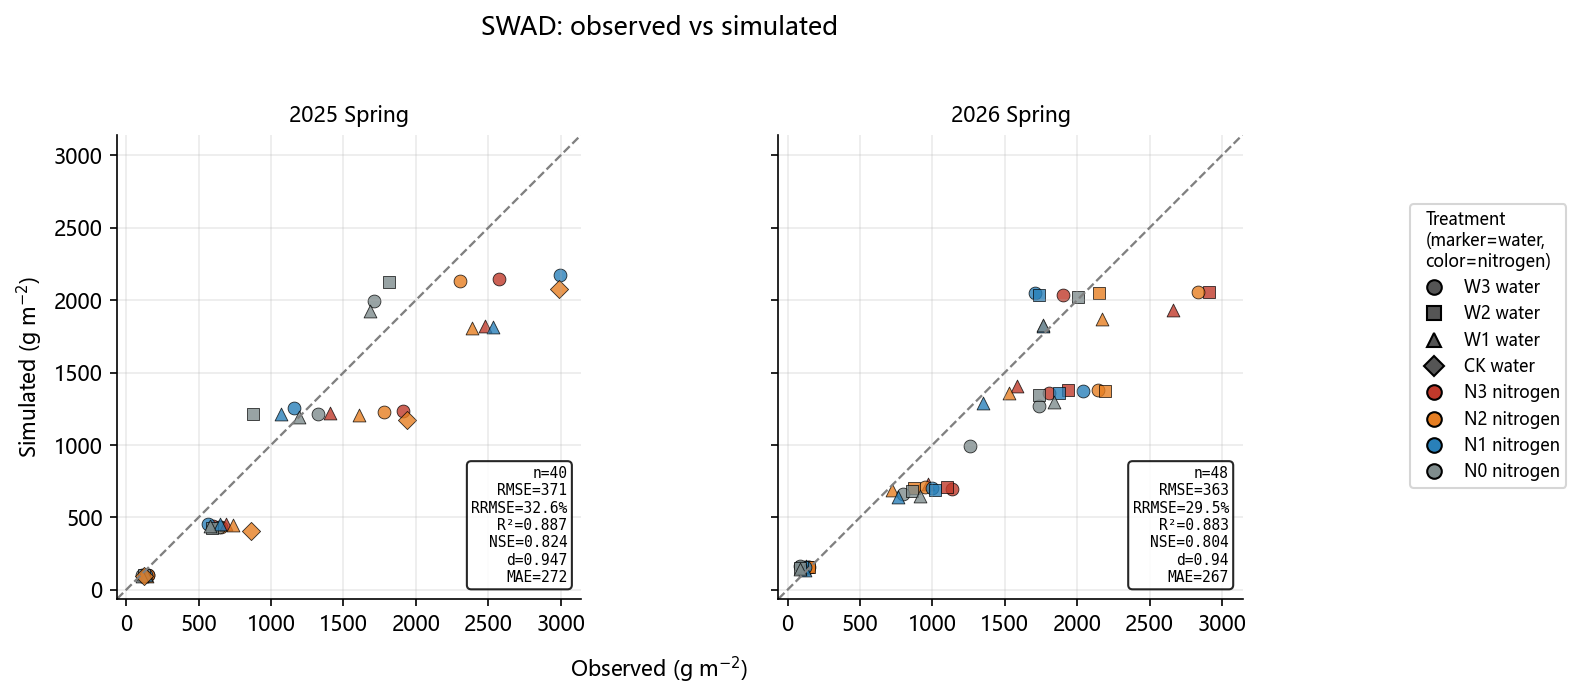 SWAD: observed vs simulated
2025 Spring
2026 Spring
Simulated (g m⁻²)
3000
2500
2000
1500
1000
500
0
0 500 1000 1500 2000 2500 3000
n=40
RMSE=371
RRMSE=32.6%
R²=0.887
NSE=0.824
d=0.947
MAE=272
0 500 1000 1500 2000 2500 3000
n=48
RMSE=363
RRMSE=29.5%
R²=0.883
NSE=0.804
d=0.94
MAE=267
Observed (g m⁻²)
Treatment
(marker=water,
color=nitrogen)
W3 water
W2 water
W1 water
CK water
N3 nitrogen
N2 nitrogen
N1 nitrogen
N0 nitrogen